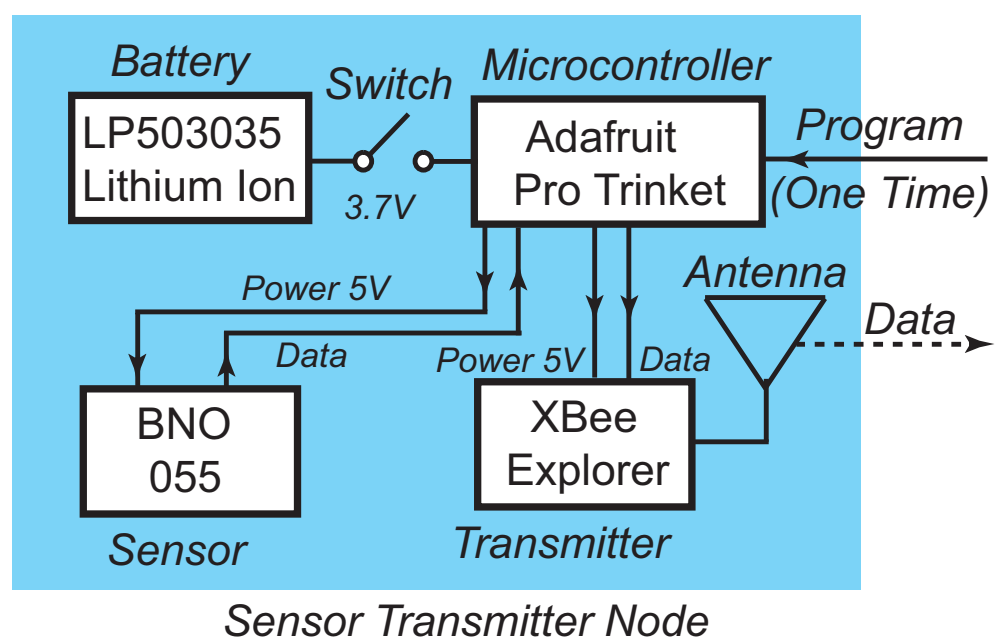 Battery
Switch
Microcontroller
LP503035
Lithium Ion
3.7V
Adafruit
Pro Trinket
Program
(One Time)
Power 5V
Data
Power 5V
Data
Antenna
Data
BNO
055
Sensor
XBee
Explorer
Transmitter
Sensor Transmitter Node